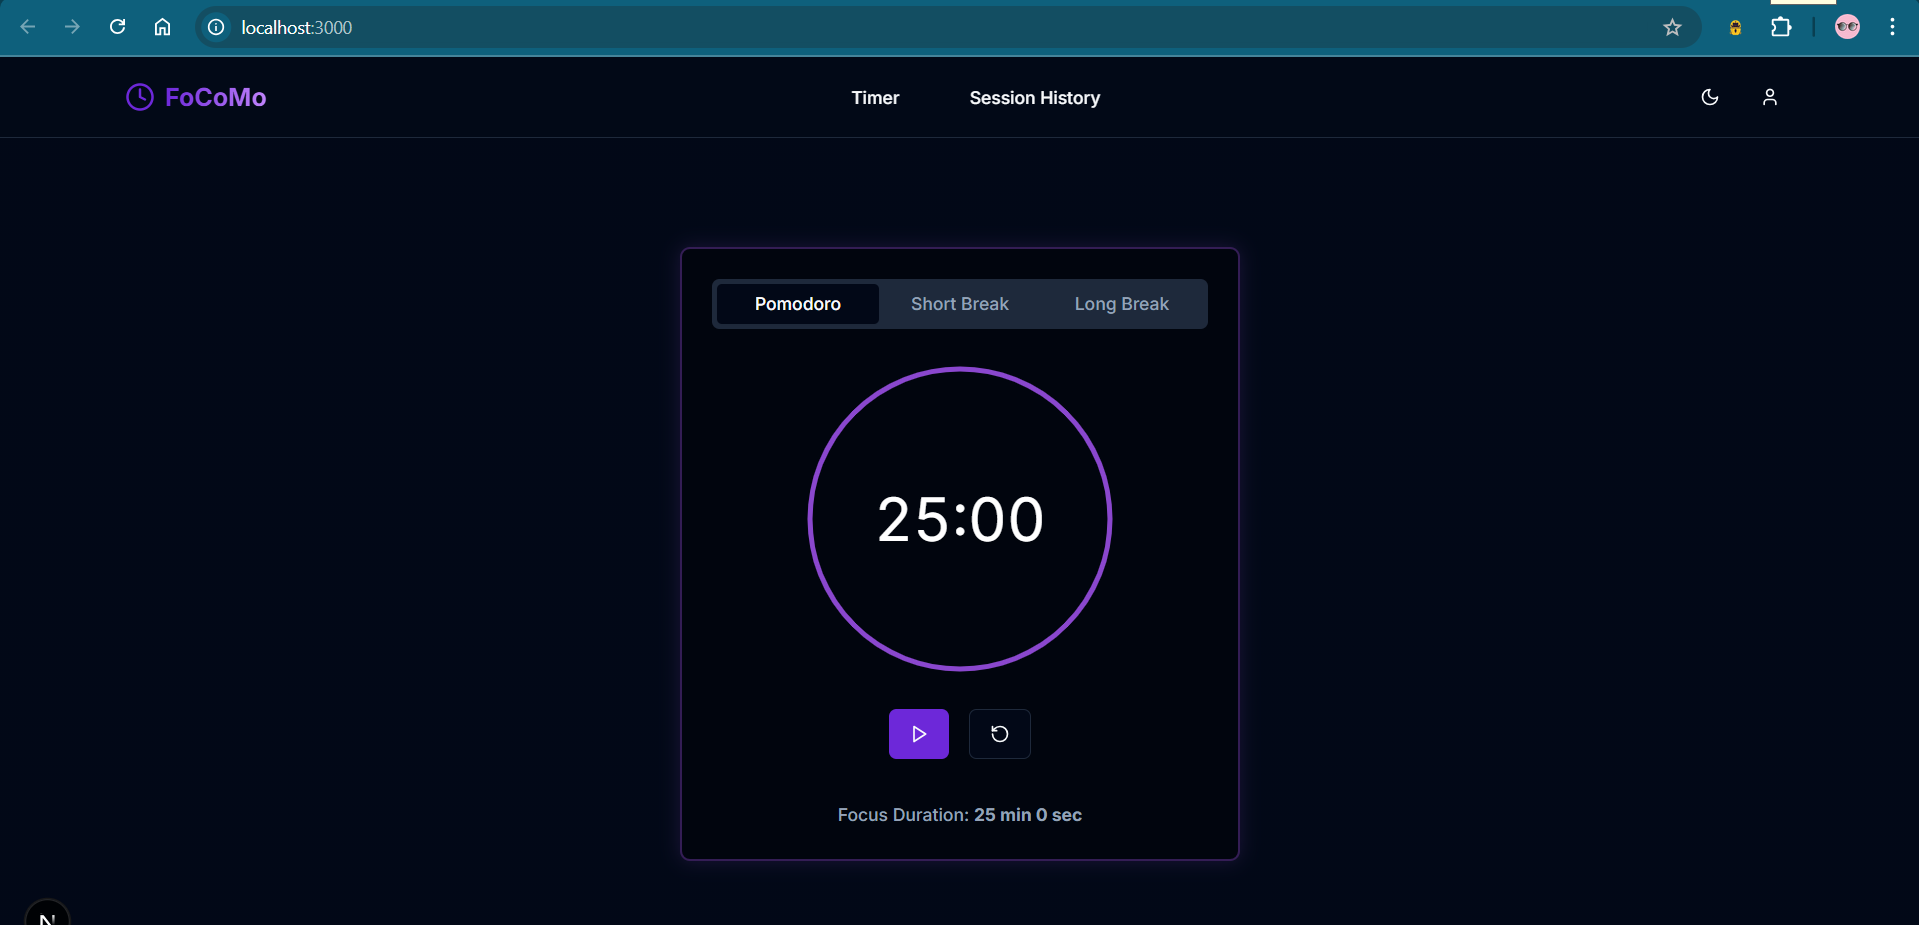 localhost:3000
FoCoMo
Timer
Session History
Pomodoro
Short Break
Long Break
25:00
Focus Duration: 25 min 0 sec
N